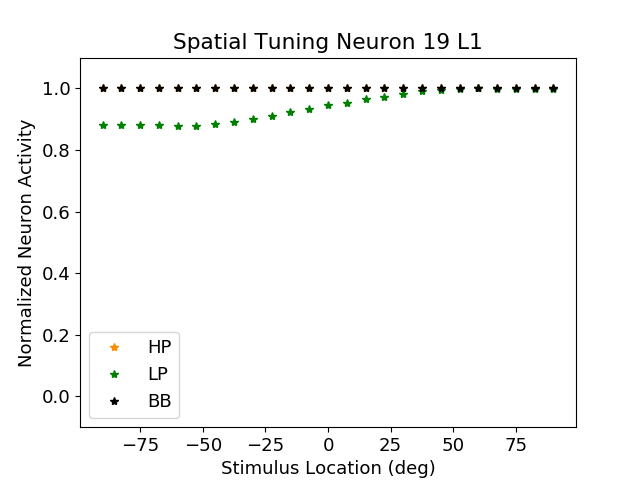 Spatial Tuning Neuron 19 L1
Normalized Neuron Activity
1.0
0.8
0.6
0.4
0.2
0.0
HP
LP
BB
−75 −50 −25 0 25 50 75
Stimulus Location (deg)